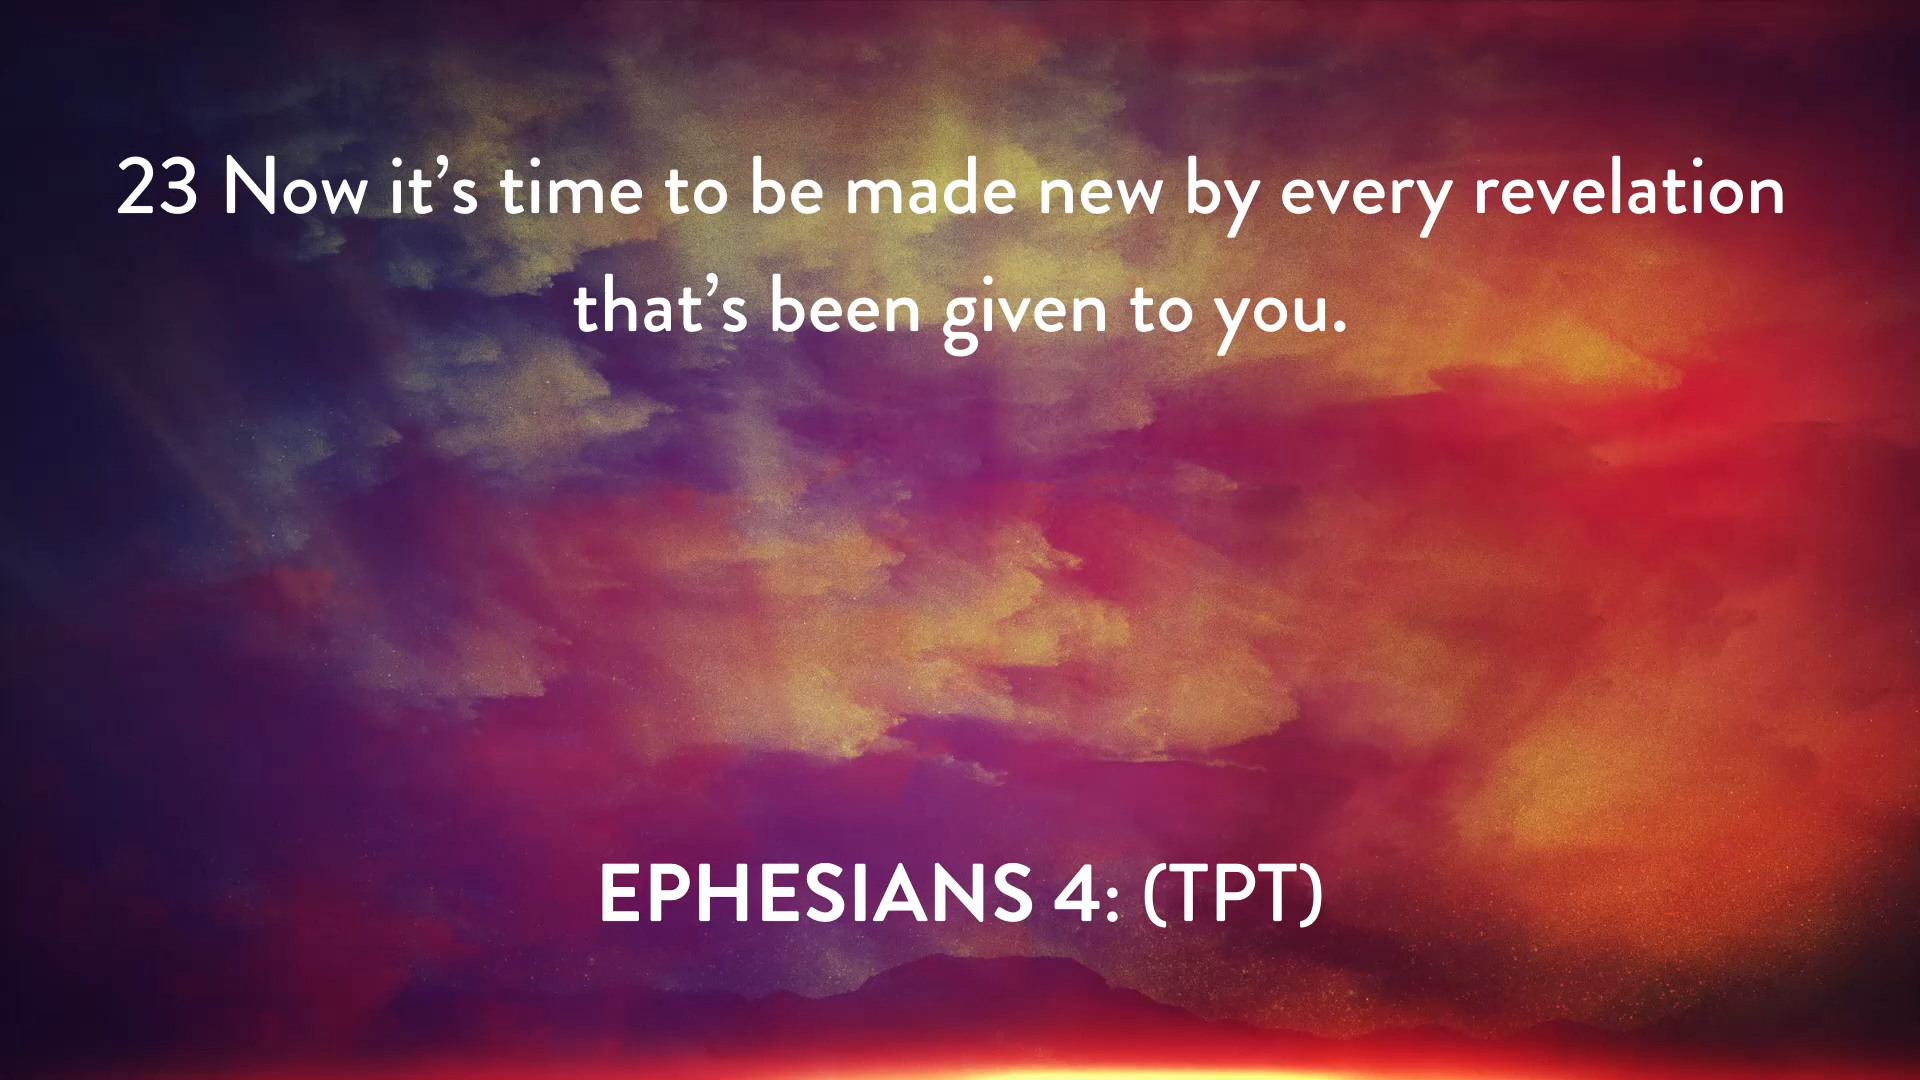 23 Now it’s time to be made new by every revelation
that’s been given to you.
EPHESIANS 4: (TPT)